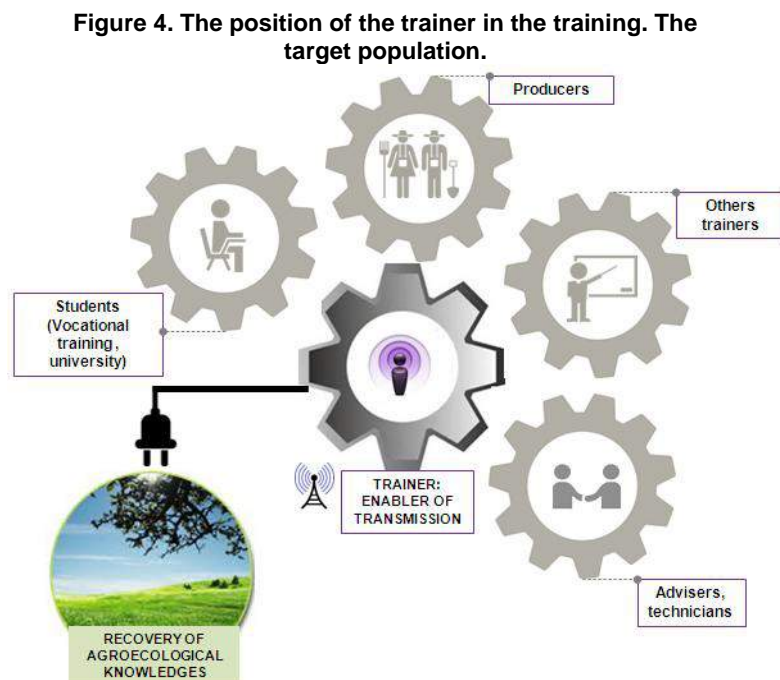 Figure 4. The position of the trainer in the training. The
target population.
Producers
Others
trainers
Students
(Vocational
training,
university)
TRAINER:
ENABLER OF
TRANSMISSION
Advisers,
technicians
RECOVERY OF
AGROECOLOGICAL
KNOWLEDGES